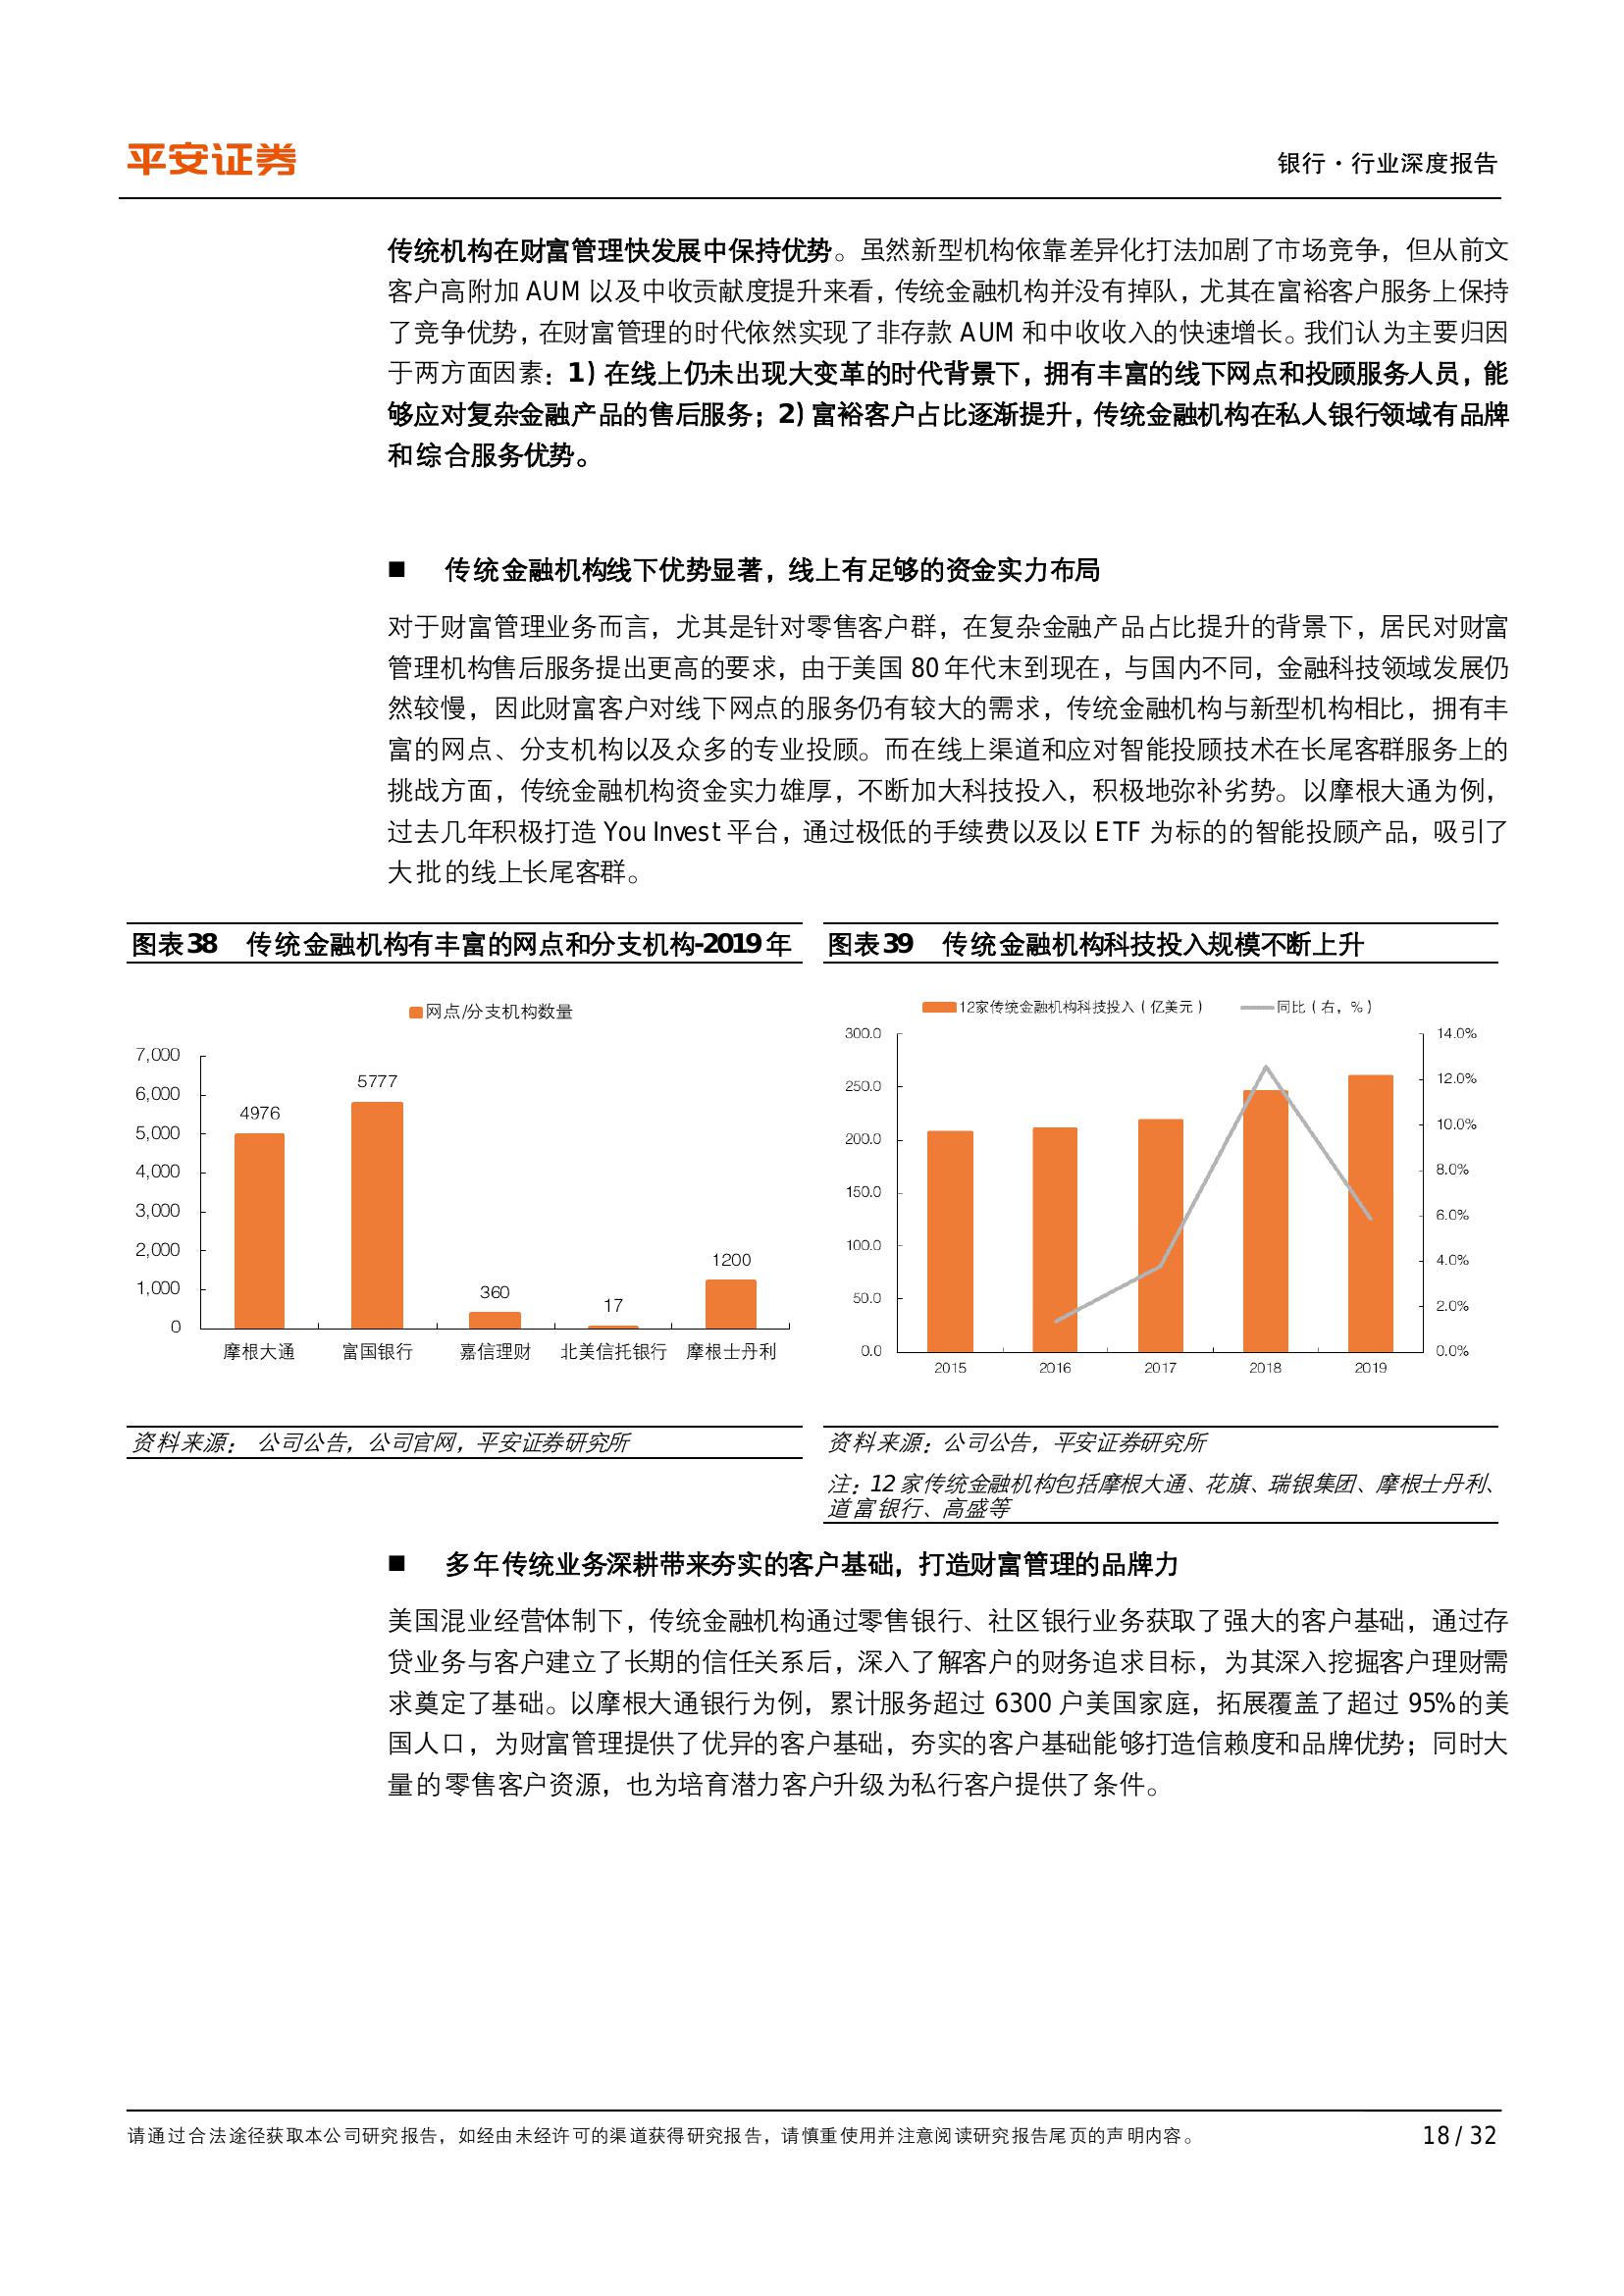 平安证券
银行·行业深度报告
传统机构在财富管理快发展中保持优势。虽然新型机构依靠差异化打法加剧了市场竞争，但从前文
客户高附加 AUM 以及中收贡献度提升来看，传统金融机构并没有掉队，尤其在富裕客户服务上保持
了竞争优势，在财富管理的时代依然实现了非存款 AUM 和中收收入的快速增长。我们认为主要归因
于两方面因素：1) 在线上仍未出现大变革的时代背景下，拥有丰富的线下网点和投顾服务人员，能
够应对复杂金融产品的售后服务；2) 富裕客户占比逐渐提升，传统金融机构在私人银行领域有品牌
和综合服务优势。
■ 传统金融机构线下优势显著，线上有足够的资金实力布局
对于财富管理业务而言，尤其是针对零售客户群，在复杂金融产品占比提升的背景下，居民对财富
管理机构售后服务提出更高的要求，由于美国 80 年代末到现在，与国内不同，金融科技领域发展仍
然较慢，因此财富客户对线下网点的服务仍有较大的需求，传统金融机构与新型机构相比，拥有丰
富的网点、分支机构以及众多的专业投顾。而在线上渠道和应对智能投顾技术在长尾客群服务上的
挑战方面，传统金融机构资金实力雄厚，不断加大科技投入，积极地弥补劣势。以摩根大通为例，
过去几年积极打造 You Invest 平台，通过极低的手续费以及以 ETF 为标的的智能投顾产品，吸引了
大批的线上长尾客群。
图表38 传统金融机构有丰富的网点和分支机构-2019 年
网点/分支机构数量
7,000
6,000
5,000
4,000
3,000
2,000
1,000
0
4976
5777
360
17
1200
摩根大通 富国银行 嘉信理财 北美信托银行 摩根士丹利
资料来源： 公司公告，公司官网，平安证券研究所
图表39 传统金融机构科技投入规模不断上升
12家传统金融机构科技投入（亿美元） 同比（右，%）
300.0
250.0
200.0
150.0
100.0
50.0
0.0
14.0%
12.0%
10.0%
8.0%
6.0%
4.0%
2.0%
0.0%
2015 2016 2017 2018 2019
资料来源：公司公告，平安证券研究所
注：12 家传统金融机构包括摩根大通、花旗、瑞银集团、摩根士丹利、
道富银行、高盛等
■ 多年传统业务深耕带来夯实的客户基础，打造财富管理的品牌力
美国混业经营体制下，传统金融机构通过零售银行、社区银行业务获取了强大的客户基础，通过存
贷业务与客户建立了长期的信任关系后，深入了解客户的财务追求目标，为其深入挖掘客户理财需
求奠定了基础。以摩根大通银行为例，累计服务超过 6300 户美国家庭，拓展覆盖了超过 95%的美
国人口，为财富管理提供了优异的客户基础，夯实的客户基础能够打造信赖度和品牌优势；同时大
量的零售客户资源，也为培育潜力客户升级为私行客户提供了条件。
请通过合法途径获取本公司研究报告，如经由未经许可的渠道获得研究报告，请慎重使用并注意阅读研究报告尾页的声明内容。
18 / 32